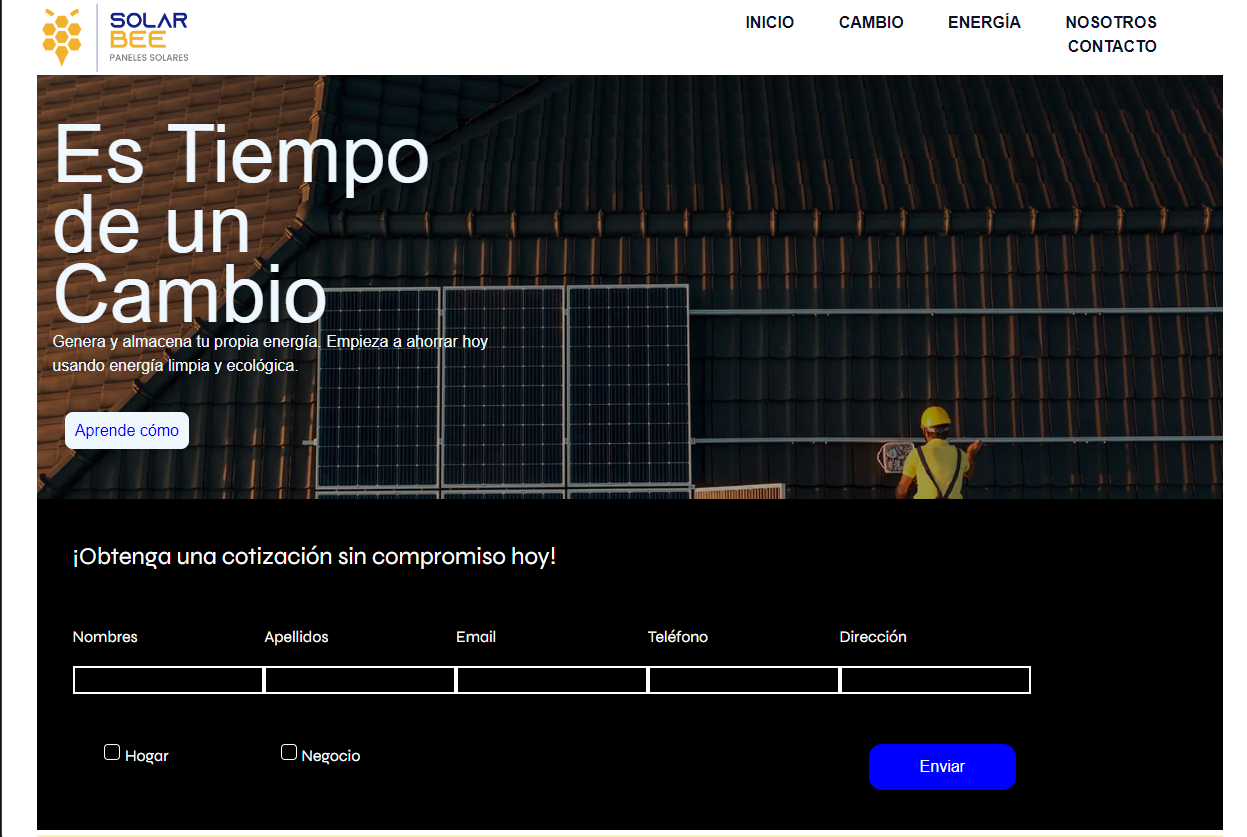 SOLAR
BEE
PANELES SOLARES
INICIO CAMBIO ENERGÍA NOSOTROS
CONTACTO
Es Tiempo
de un
Cambio
Genera y almacena tu propia energía. Empieza a ahorrar hoy
usando energía limpia y ecológica.
Aprende cómo
¡Obtenga una cotización sin compromiso hoy!
Nombres Apellidos Email Teléfono Dirección
Hogar Negocio Enviar